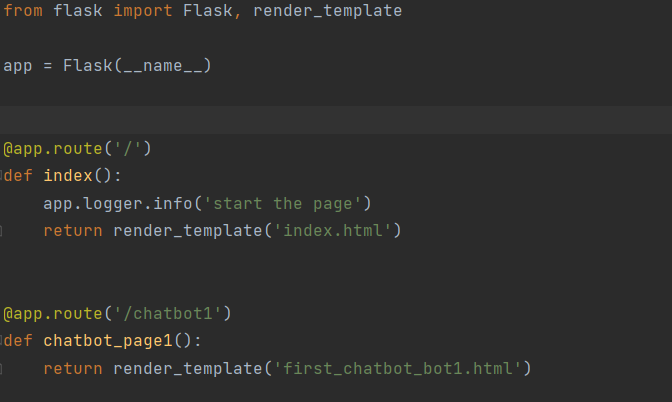 from flask import Flask, render_template
app = Flask(__name__)
@app.route('/')
def index():
    app.logger.info('start the page')
    return render_template('index.html')
@app.route('/chatbot1')
def chatbot_page1():
    return render_template('first_chatbot_bot1.html')